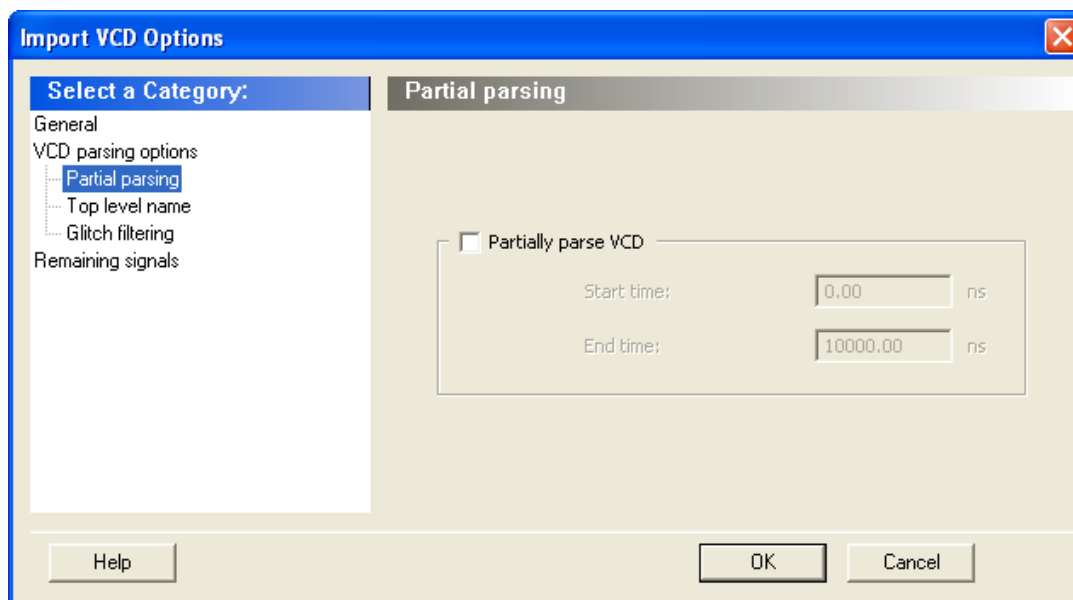 Import VCD Options
Select a Category:
General
VCD parsing options
Partial parsing
Top level name
Glitch filtering
Remaining signals
Partial parsing
Partially parse VCD
Start time: 0.00 ns
End time: 10000.00 ns
Help OK Cancel